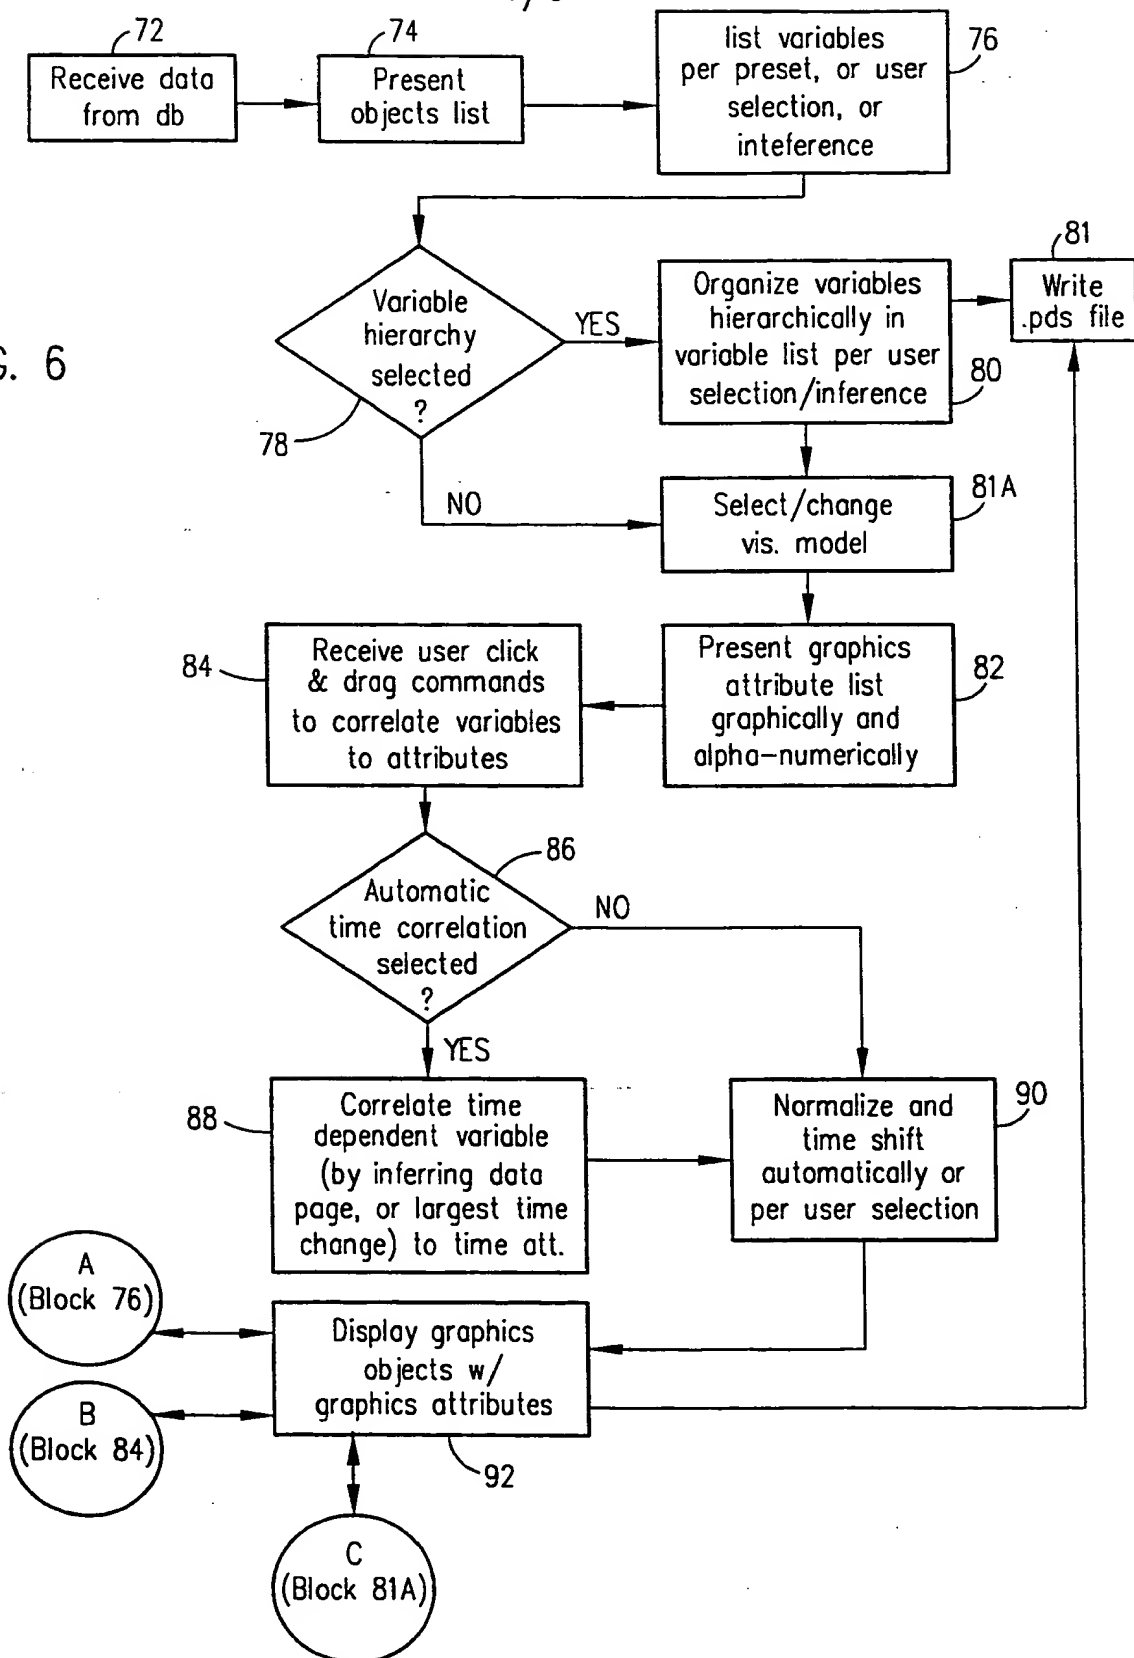 72
Receive data
from db
74
Present
objects list
76
list variables
per preset, or user
selection, or
inteference
78
Variable
hierarchy
selected
?
YES
NO
Organize variables
hierarchically in
variable list per user
selection/inference
80
81
Write
.pds file
G. 6
Select/change
vis. model
81A
Present graphics
attribute list
graphically and
alpha-numerically
82
84
Receive user click
& drag commands
to correlate variables
to attributes
86
Automatic
time correlation
selected
?
NO
YES
88
Correlate time
dependent variable
(by inferring data
page, or largest time
change) to time att.
90
Normalize and
time shift
automatically or
per user selection
A
(Block 76)
B
(Block 84)
Display graphics
objects w/
graphics attributes
92
C
(Block 81A)